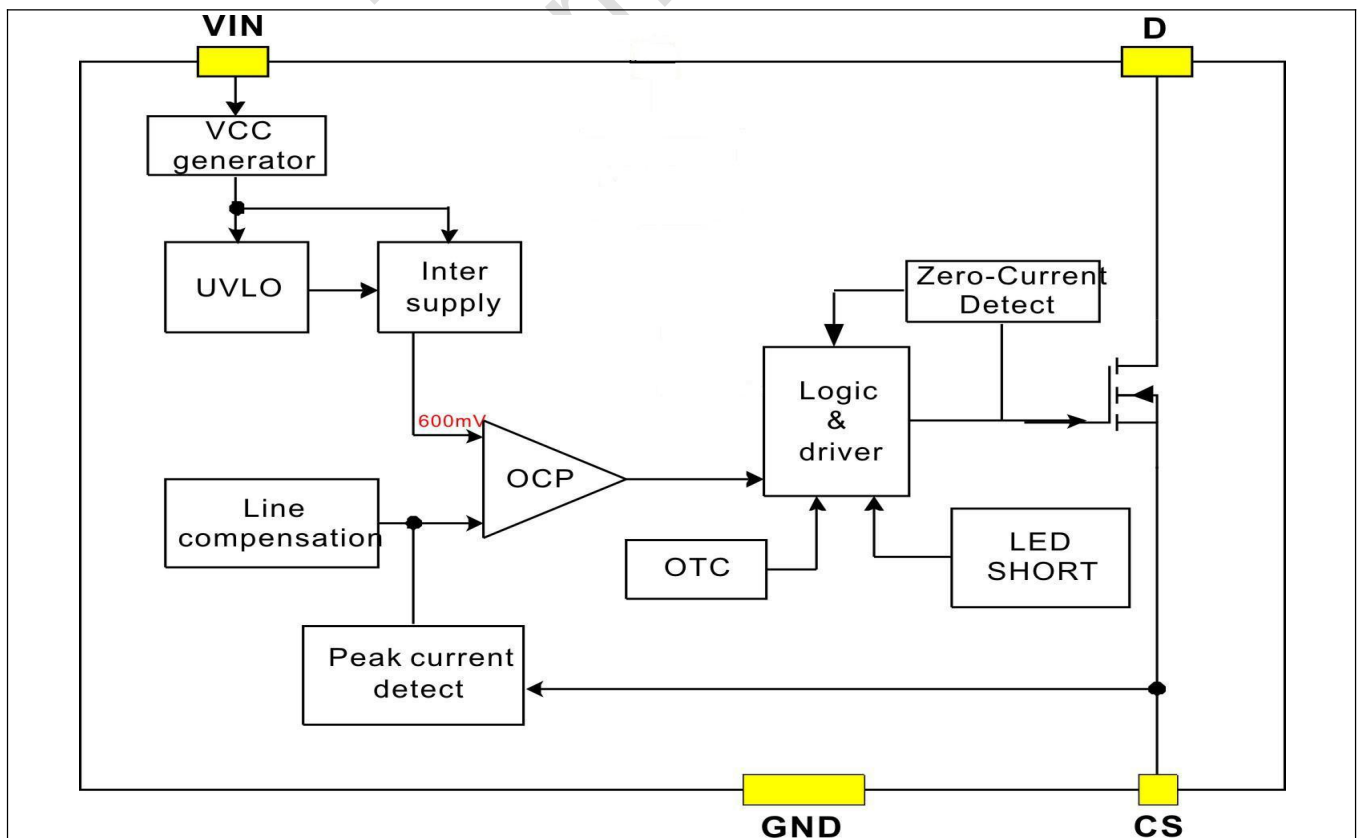 VIN
D
VCC
generator
UVLO
Inter
supply
Zero-Current
Detect
600mV
Logic
&
driver
OCP
Line
compensation
OTC
LED
SHORT
Peak current
detect
GND
CS